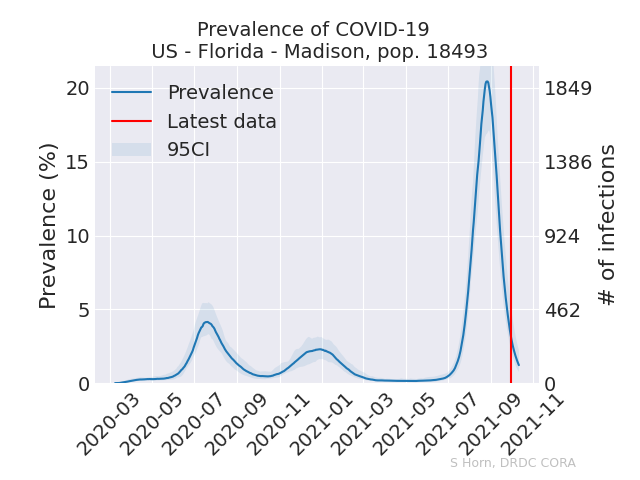 Prevalence of COVID-19
US - Florida - Madison, pop. 18493
Prevalence
Latest data
95CI
Prevalence (%)
20
15
10
5
0
# of infections
1849
1386
924
462
0
2020-03
2020-05
2020-07
2020-09
2020-11
2021-01
2021-03
2021-05
2021-07
2021-09
2021-11
S Horn, DRDC CORA